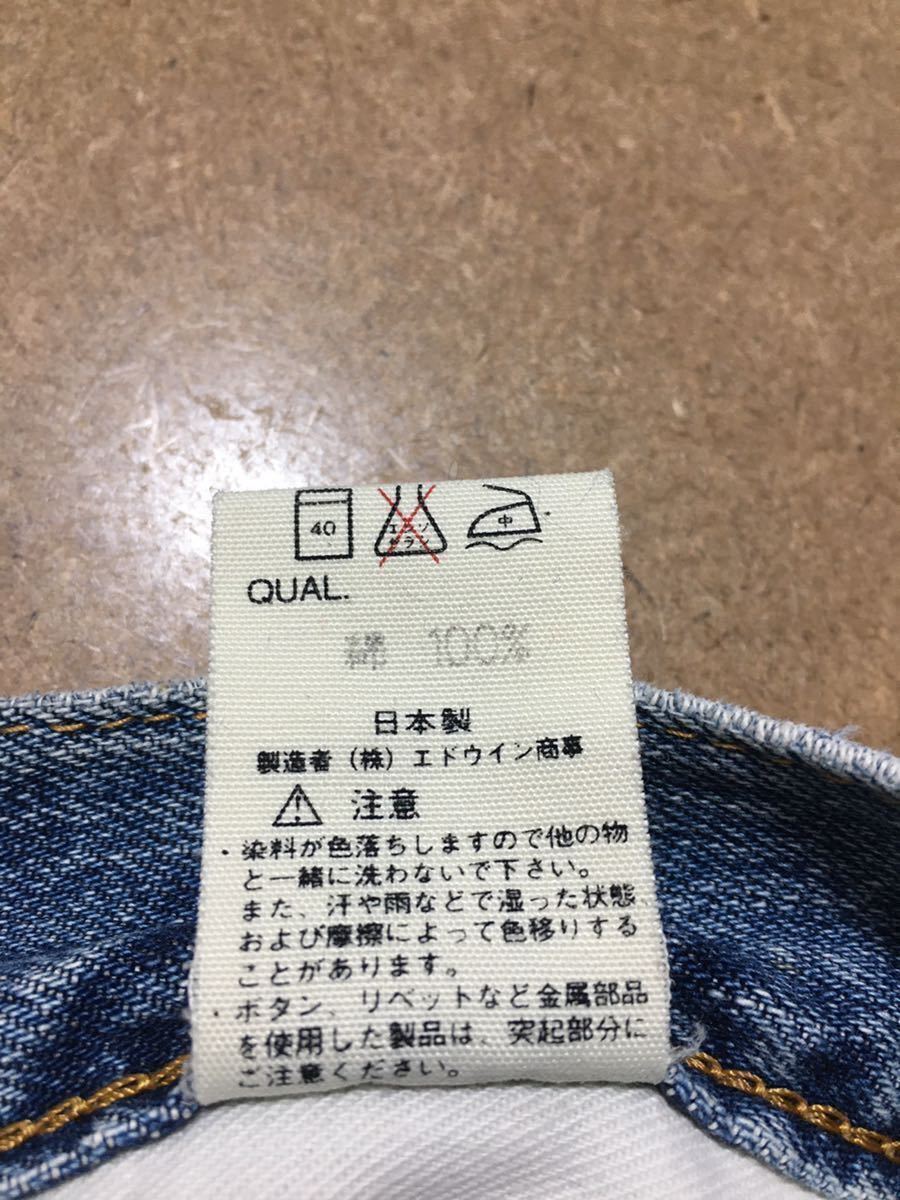 40 エンソ 中
サラシ
QUAL.
綿 100%
日本製
製造者 (株) エドウイン商事
注意
・染料が色落ちしますので他の物
と一緒に洗わないで下さい。
また、汗や雨などで湿った状態、
および摩擦によって色移りする
ことがあります。
・ボタン、リベットなど金属部品
を使用した製品は、突起部分に
ご注意ください。